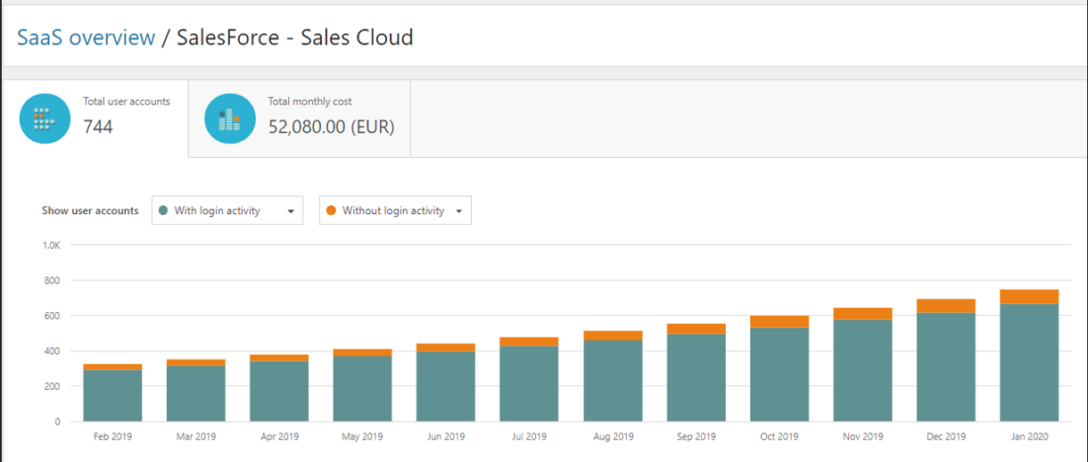 SaaS overview / SalesForce - Sales Cloud
Total user accounts
744
Total monthly cost
52,080.00 (EUR)
Show user accounts With login activity Without login activity
1.0K
800
600
400
200
0
Feb 2019 Mar 2019 Apr 2019 May 2019 Jun 2019 Jul 2019 Aug 2019 Sep 2019 Oct 2019 Nov 2019 Dec 2019 Jan 2020